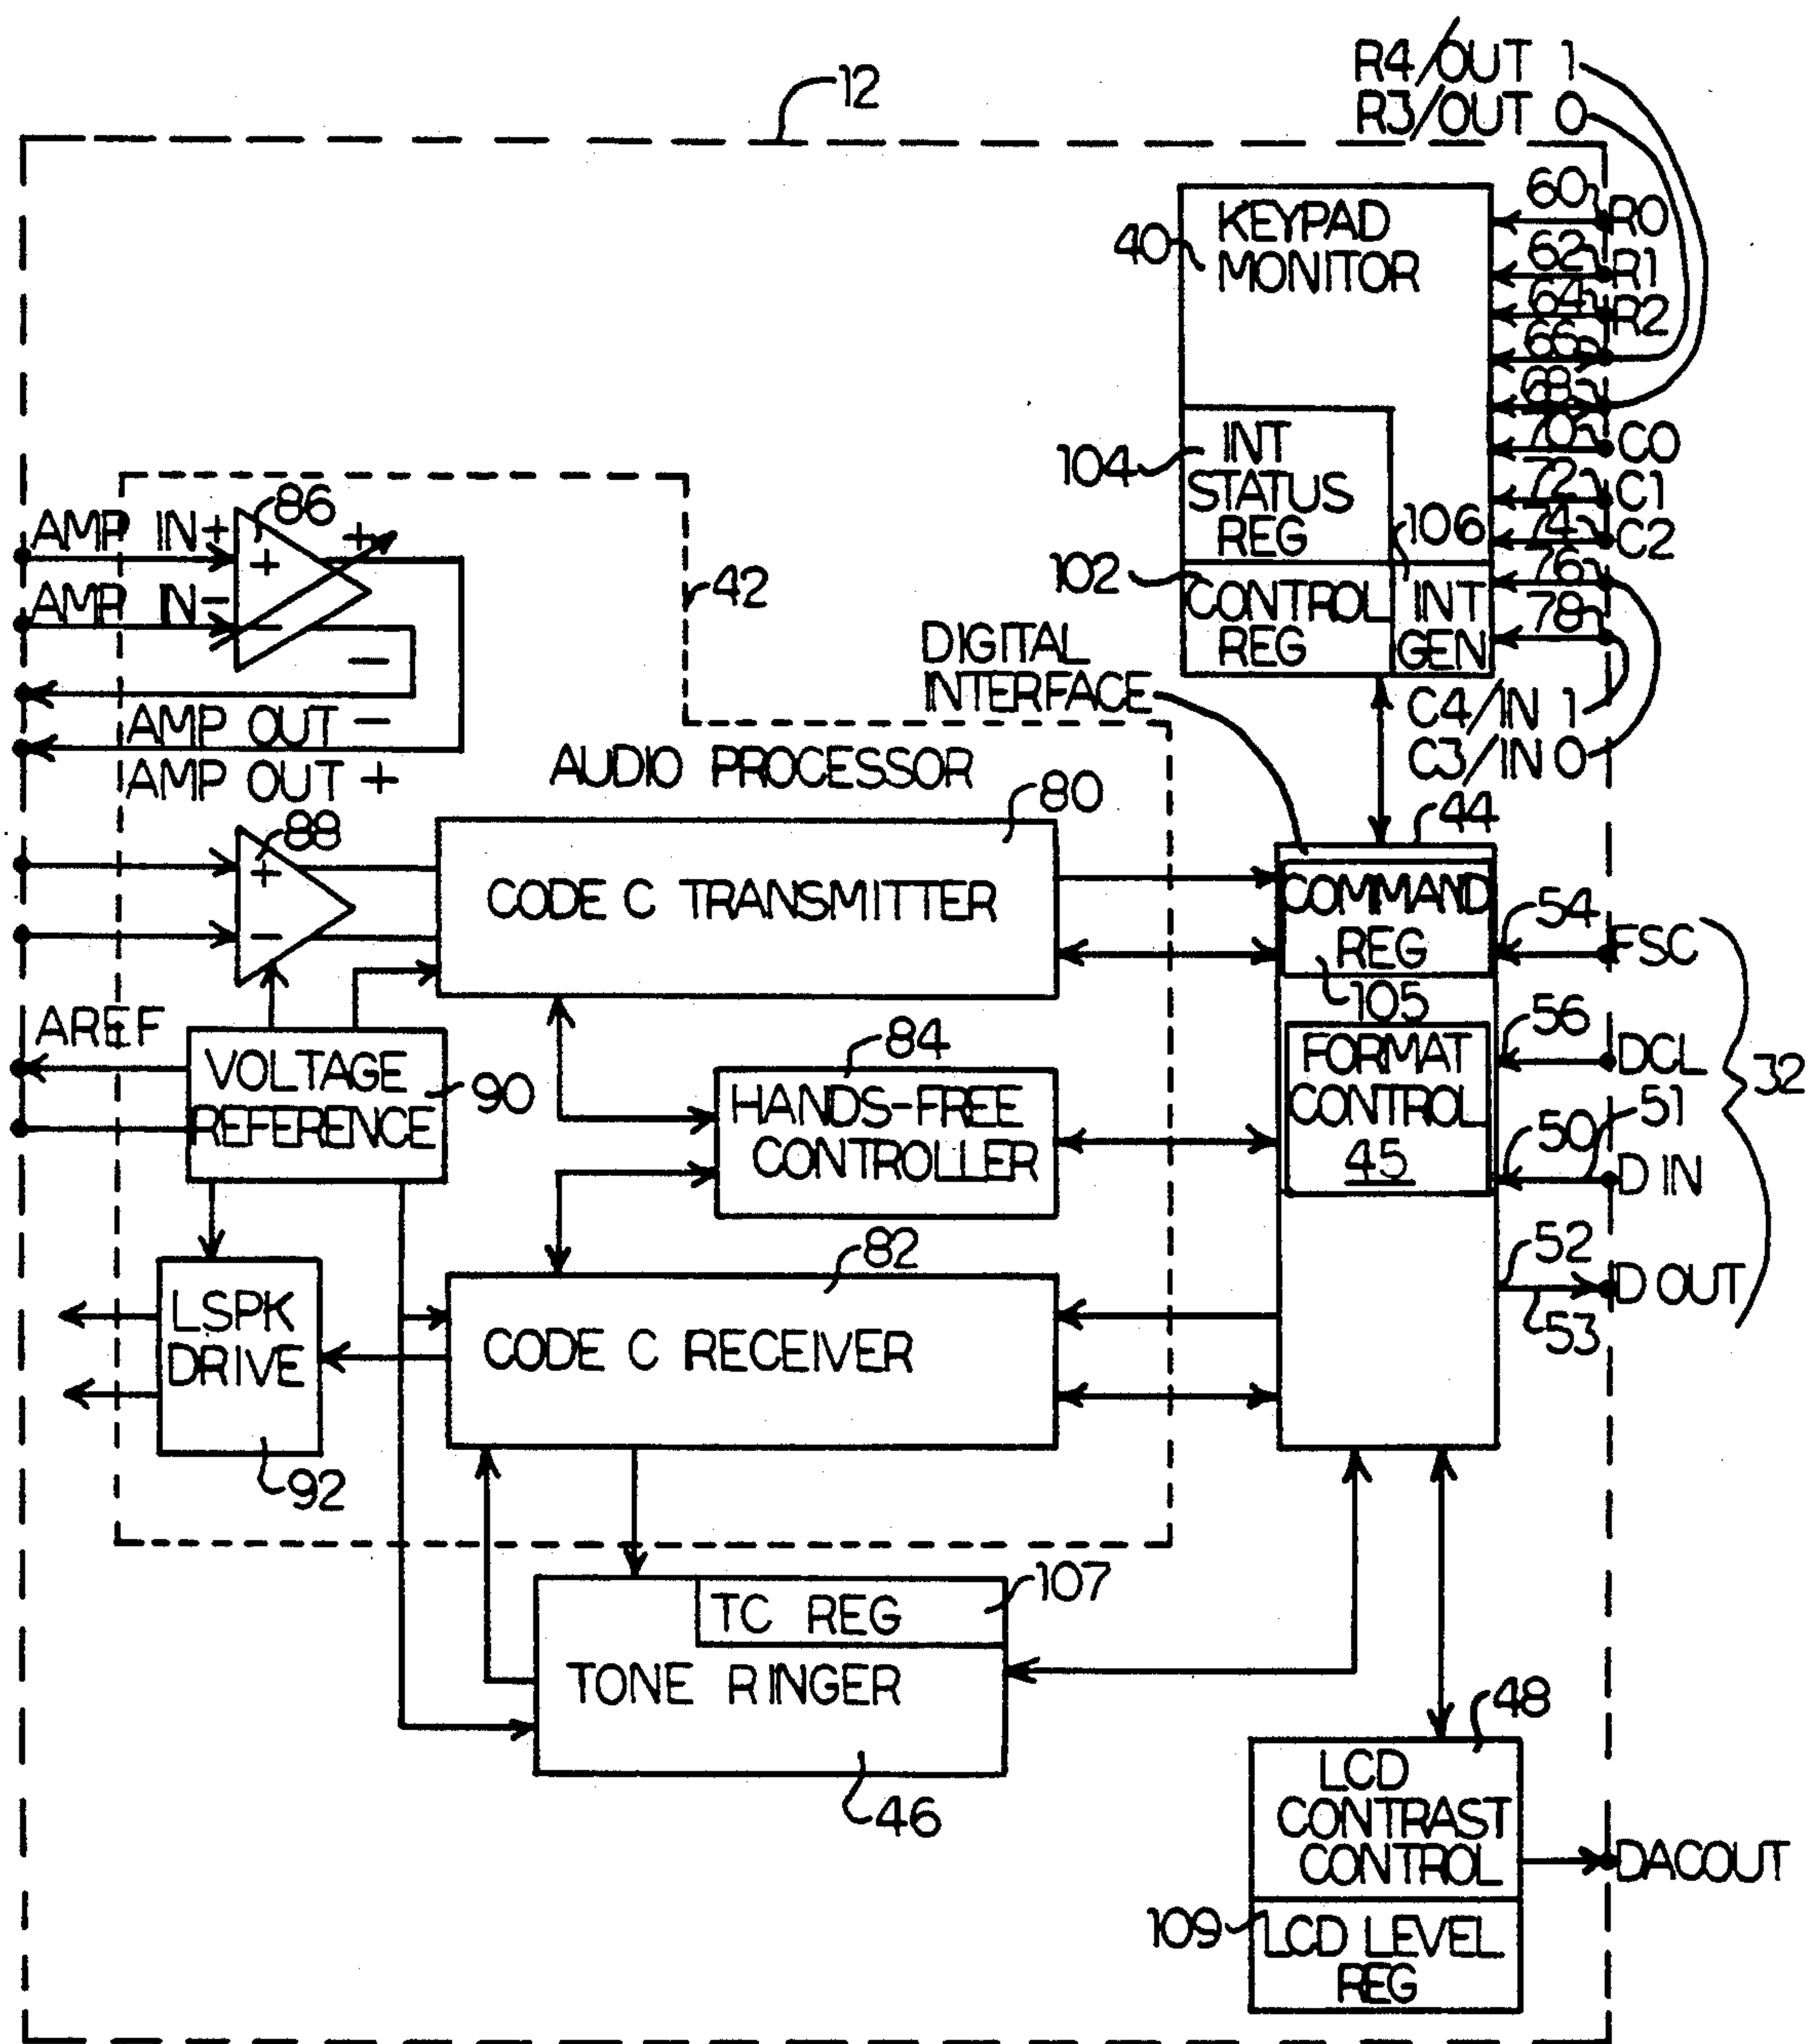 R4/OUT 1
R3/OUT 0
12
60
R0
KEYPAD
MONITOR
40
62
R1
64
R2
66
68
70
C0
INT
STATUS
REG
104
72
C1
106
74
C2
86
AMP IN+
+
+
AMP IN-
-
-
42
102
CONTROL
REG
INT
GEN
76
78
DIGITAL
INTERFACE
C4/IN 1
C3/IN 0
AMP OUT -
AMP OUT +
AUDIO PROCESSOR
80
44
88
+
-
CODE C TRANSMITTER
COMMAND
REG
54
FSC
105
AREF
VOLTAGE
REFERENCE
90
84
HANDS-FREE
CONTROLLER
FORMAT
CONTROL
45
56
DCL
32
51
50
D IN
82
52
D OUT
53
LSPK
DRIVE
CODE C RECEIVER
92
107
TC REG
TONE RINGER
46
48
LCD
CONTRAST
CONTROL
DACOUT
109
LCD LEVEL
REG